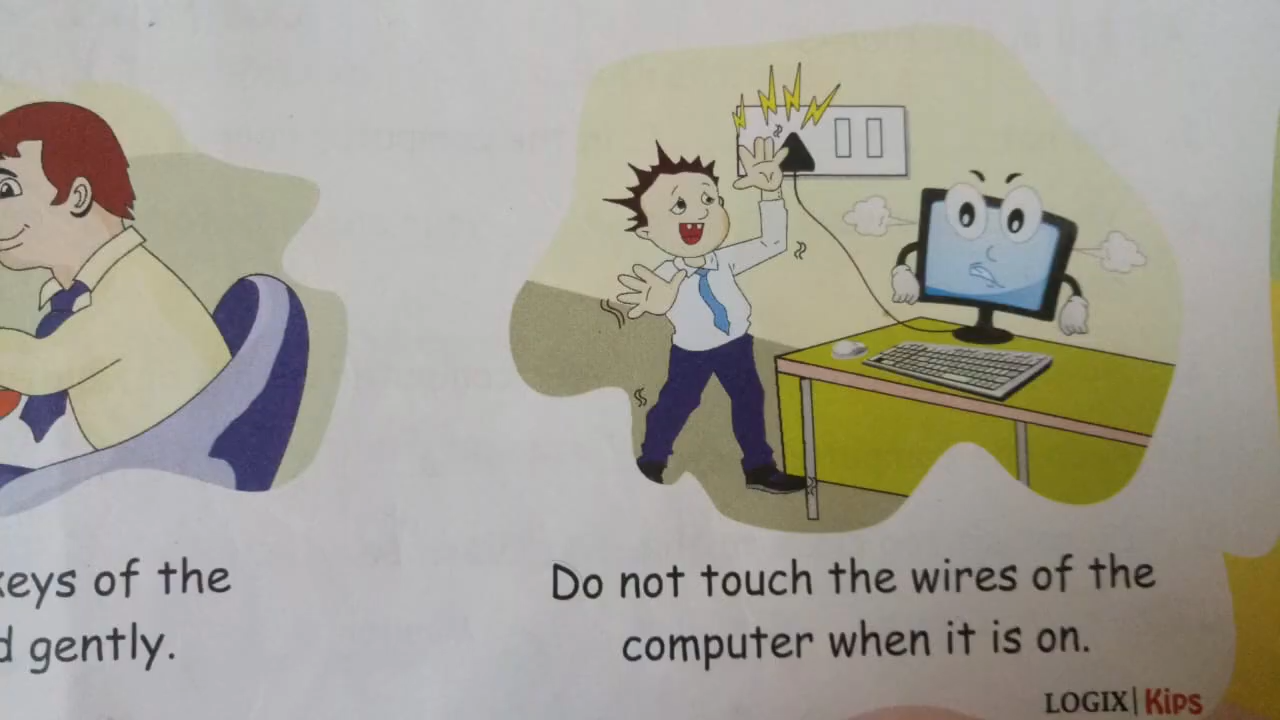 keys of the
d gently.
Do not touch the wires of the
computer when it is on.
LOGIX|Kips